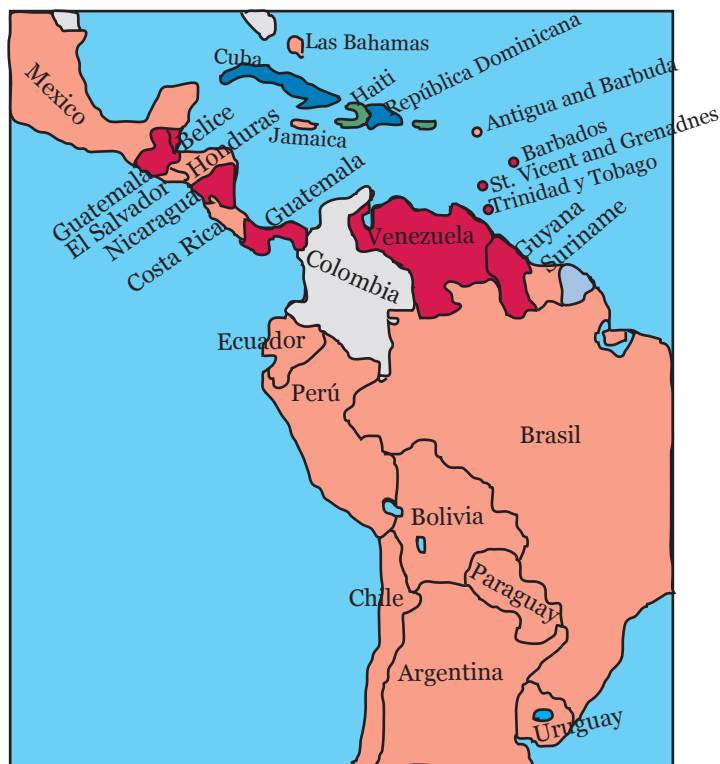 Mexico
Cuba
Las Bahamas
Haiti
República Dominicana
Jamaica
Antigua and Barbuda
Barbados
St. Vicent and Grenadnes
Trinidad y Tobago
Belice
Honduras
Guatemala
El Salvador
Nicaragua
Costa Rica
Guatemala
Venezuela
Guyana
Suriname
Colombia
Ecuador
Perú
Brasil
Bolivia
Paraguay
Chile
Argentina
Uruguay